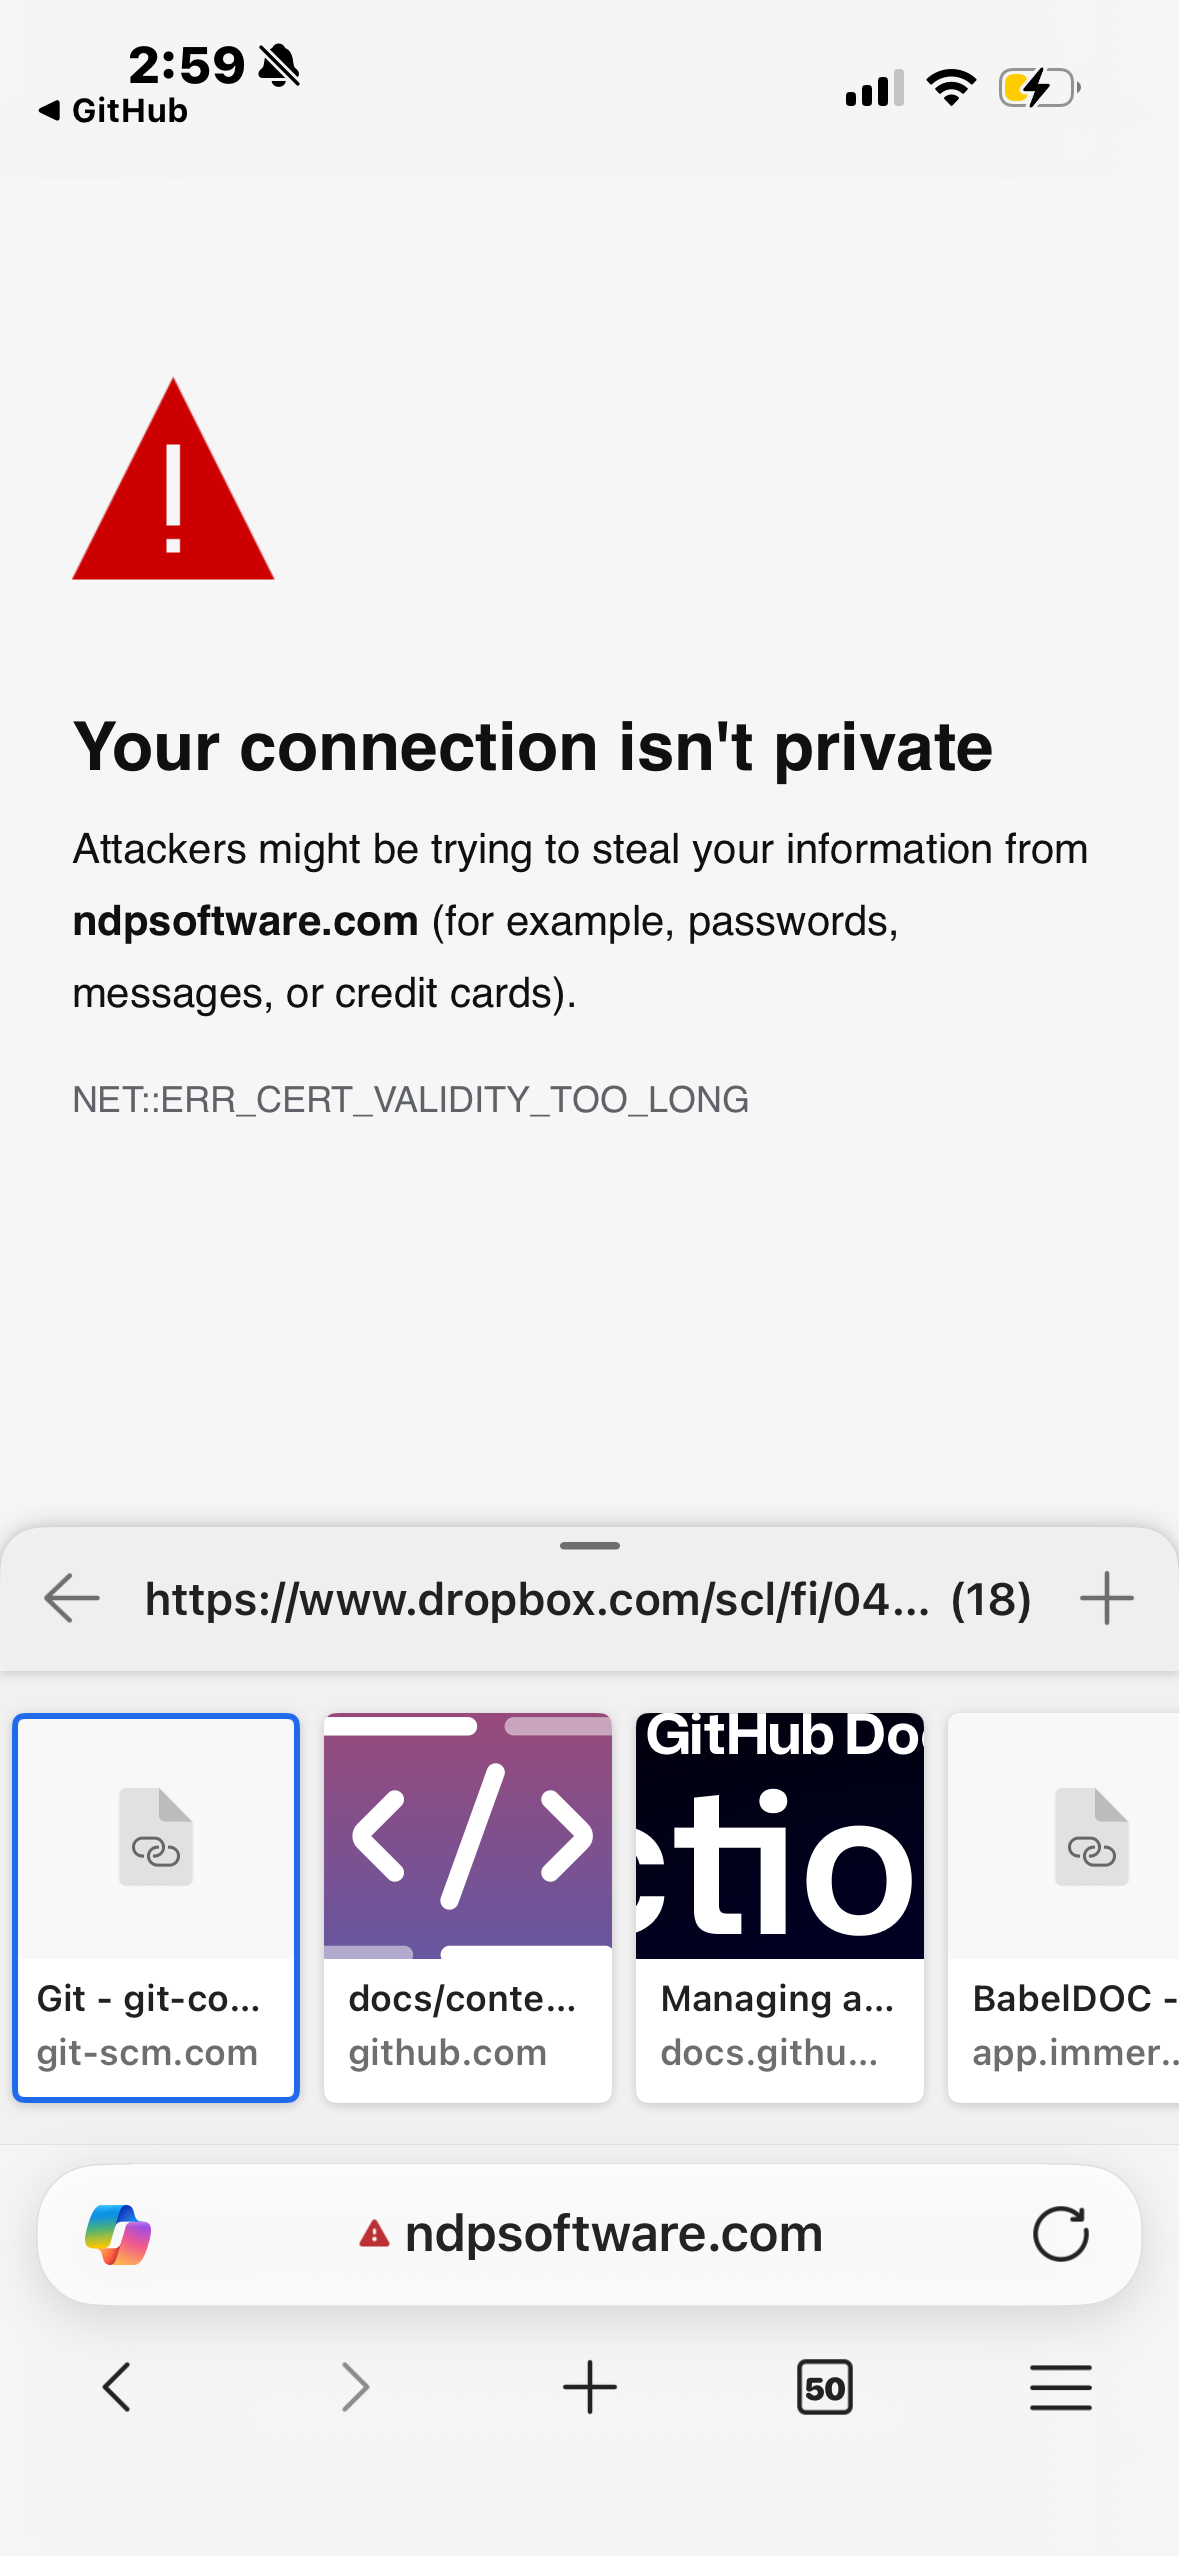 2:59
◀ GitHub
Your connection isn't private
Attackers might be trying to steal your information from
ndpsoftware.com (for example, passwords,
messages, or credit cards).
NET::ERR_CERT_VALIDITY_TOO_LONG
https://www.dropbox.com/scl/fi/04... (18)
GitHub Do
ctio
Git - git-co...
git-scm.com
docs/conte...
github.com
Managing a...
docs.githu...
BabelDOC -
app.immer..
ndpsoftware.com
50